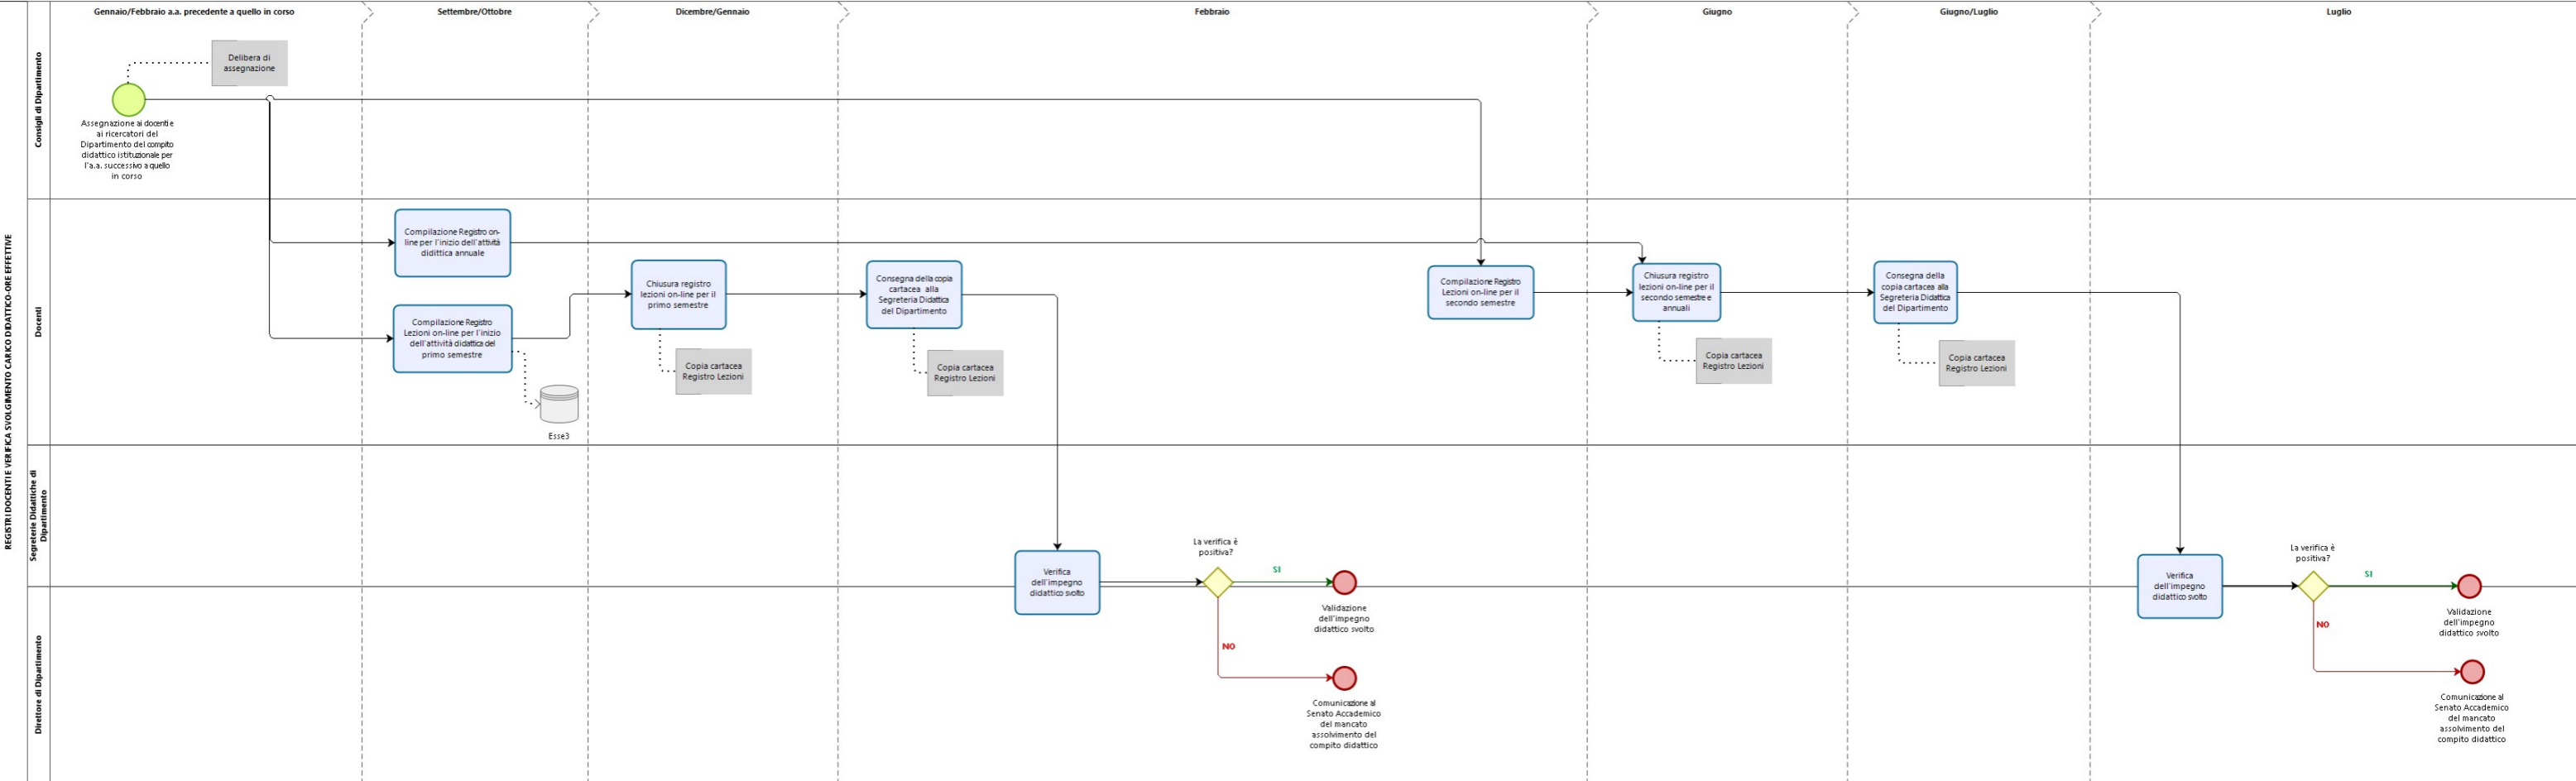 Gennaio/Febbraio a.a. precedente a quello in corso
Settembre/Ottobre
Dicembre/Gennaio
Febbraio
Giugno
Giugno/Luglio
Luglio
REGISTRI DOCENTI E VERIFICA SVOLGIMENTO CARICO DIDATTICO-ORE EFFETTIVE
Consigli di Dipartimento
Delibera di
assegnazione
Assegnazione ai docenti e
ai ricercatori del
Dipartimento del compito
didattico istituzionale per
l'a.a. successivo a quello
in corso
Docenti
Compilazione Registro on-
line per l'inizio dell'attività
didittica annuale
Compilazione Registro
Lezioni on-line per l'inizio
dell'attività didattica del
primo semestre
Esse3
Chiusura registro
lezioni on-line per il
primo semestre
Copia cartacea
Registro Lezioni
Consegna della copia
cartacea alla
Segreteria Didattica
del Dipartimento
Copia cartacea
Registro Lezioni
Compilazione Registro
Lezioni on-line per il
secondo semestre
Chiusura registro
lezioni on-line per il
secondo semestre e
annuali
Copia cartacea
Registro Lezioni
Consegna della
copia cartacea alla
Segreteria Didattica
del Dipartimento
Copia cartacea
Registro Lezioni
Segreterie Didattiche di
Dipartimento
Verifica
dell'impegno
didattico svolto
La verifica è
positiva?
SI
Validazione
dell'impegno
didattico svolto
NO
Comunicazione al
Senato Accademico
del mancato
assolvimento del
compito didattico
Verifica
dell'impegno
didattico svolto
La verifica è
positiva?
SI
Validazione
dell'impegno
didattico svolto
NO
Comunicazione al
Senato Accademico
del mancato
assolvimento del
compito didattico
Direttore di Dipartimento